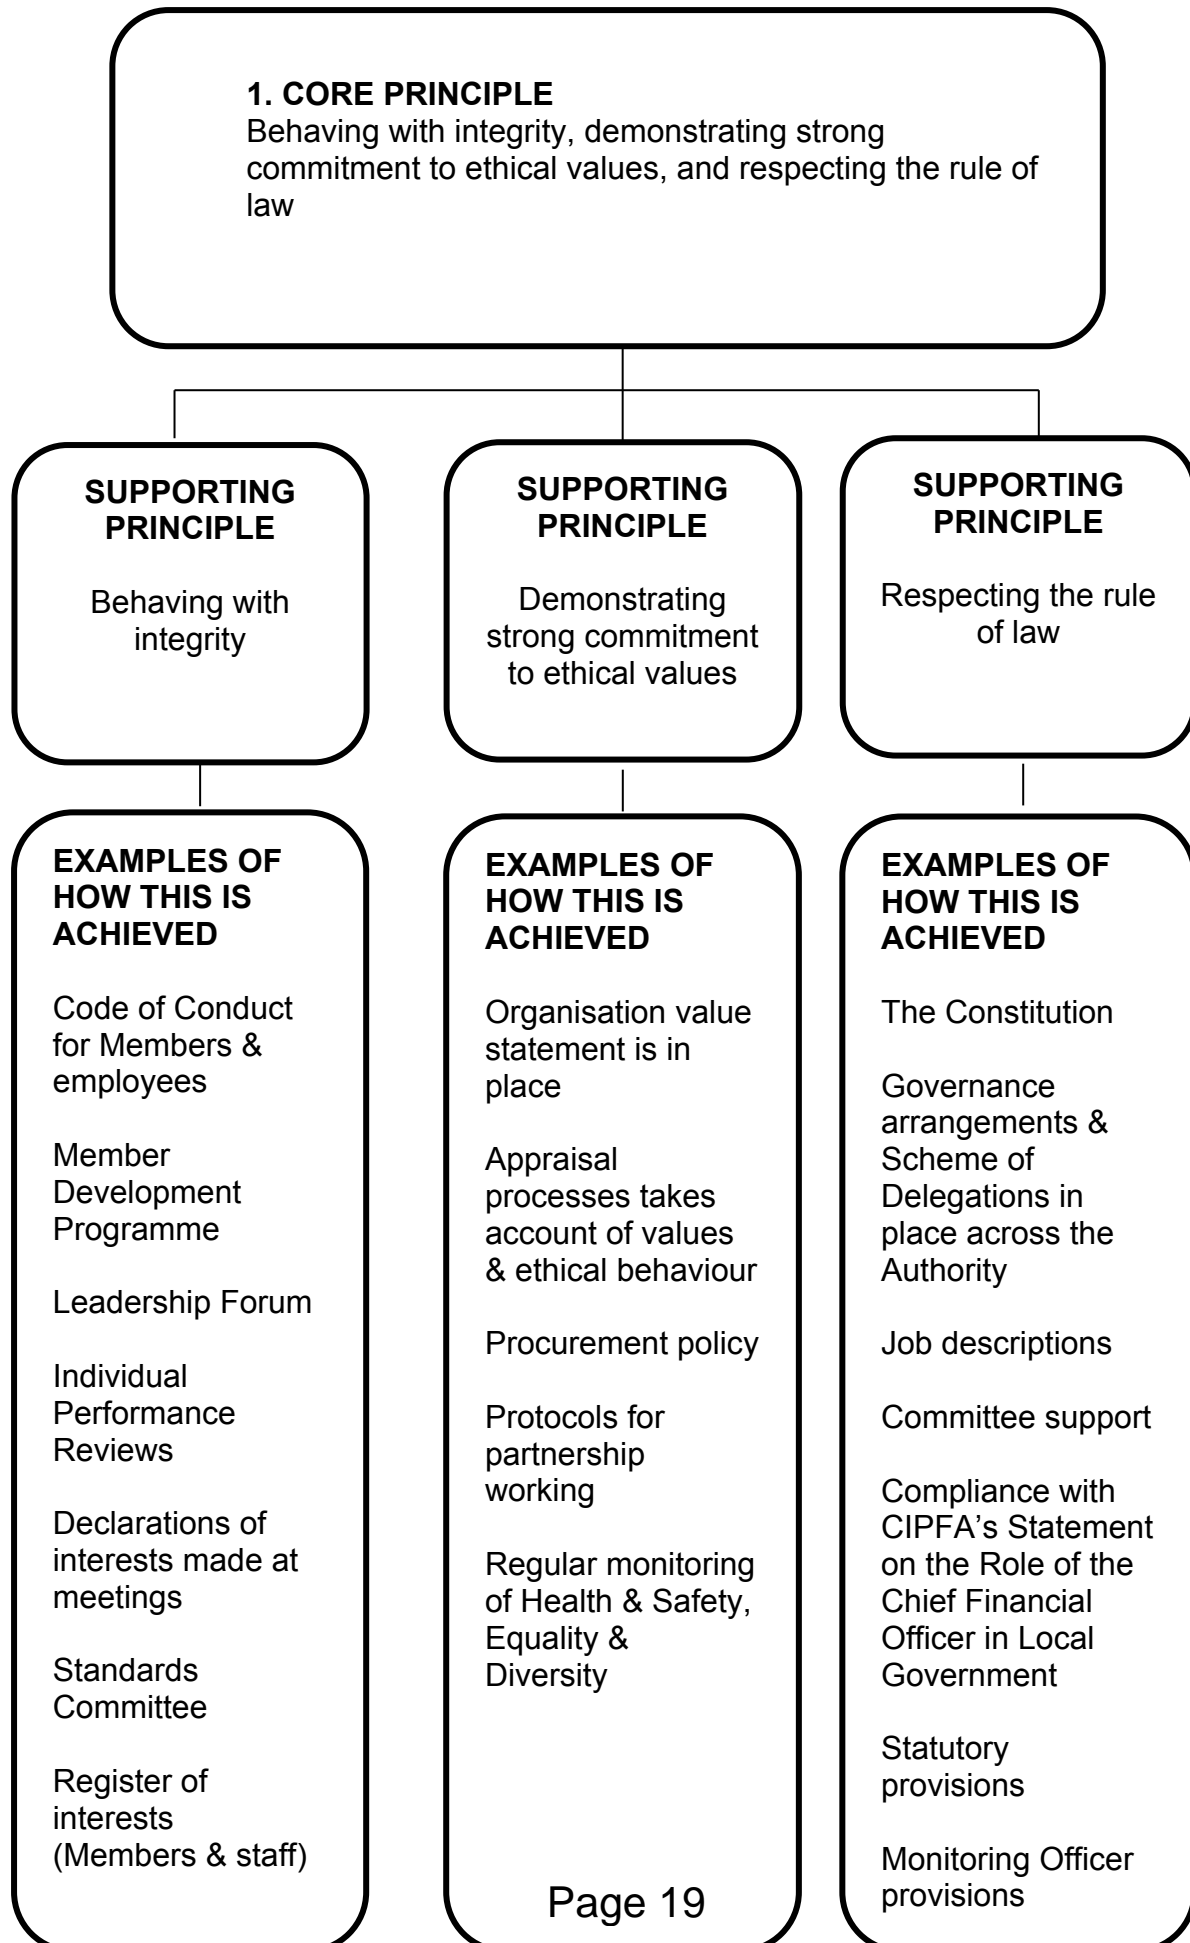 1. CORE PRINCIPLE
Behaving with integrity, demonstrating strong
commitment to ethical values, and respecting the rule of
law
SUPPORTING
PRINCIPLE
Behaving with
integrity
SUPPORTING
PRINCIPLE
Demonstrating
strong commitment
to ethical values
SUPPORTING
PRINCIPLE
Respecting the rule
of law
EXAMPLES OF
HOW THIS IS
ACHIEVED
Code of Conduct
for Members &
employees
Member
Development
Programme
Leadership Forum
Individual
Performance
Reviews
Declarations of
interests made at
meetings
Standards
Committee
Register of
interests
(Members & staff)
EXAMPLES OF
HOW THIS IS
ACHIEVED
Organisation value
statement is in
place
Appraisal
processes takes
account of values
& ethical behaviour
Procurement policy
Protocols for
partnership
working
Regular monitoring
of Health & Safety,
Equality &
Diversity
EXAMPLES OF
HOW THIS IS
ACHIEVED
The Constitution
Governance
arrangements &
Scheme of
Delegations in
place across the
Authority
Job descriptions
Committee support
Compliance with
CIPFA’s Statement
on the Role of the
Chief Financial
Officer in Local
Government
Statutory
provisions
Monitoring Officer
provisions
Page 19